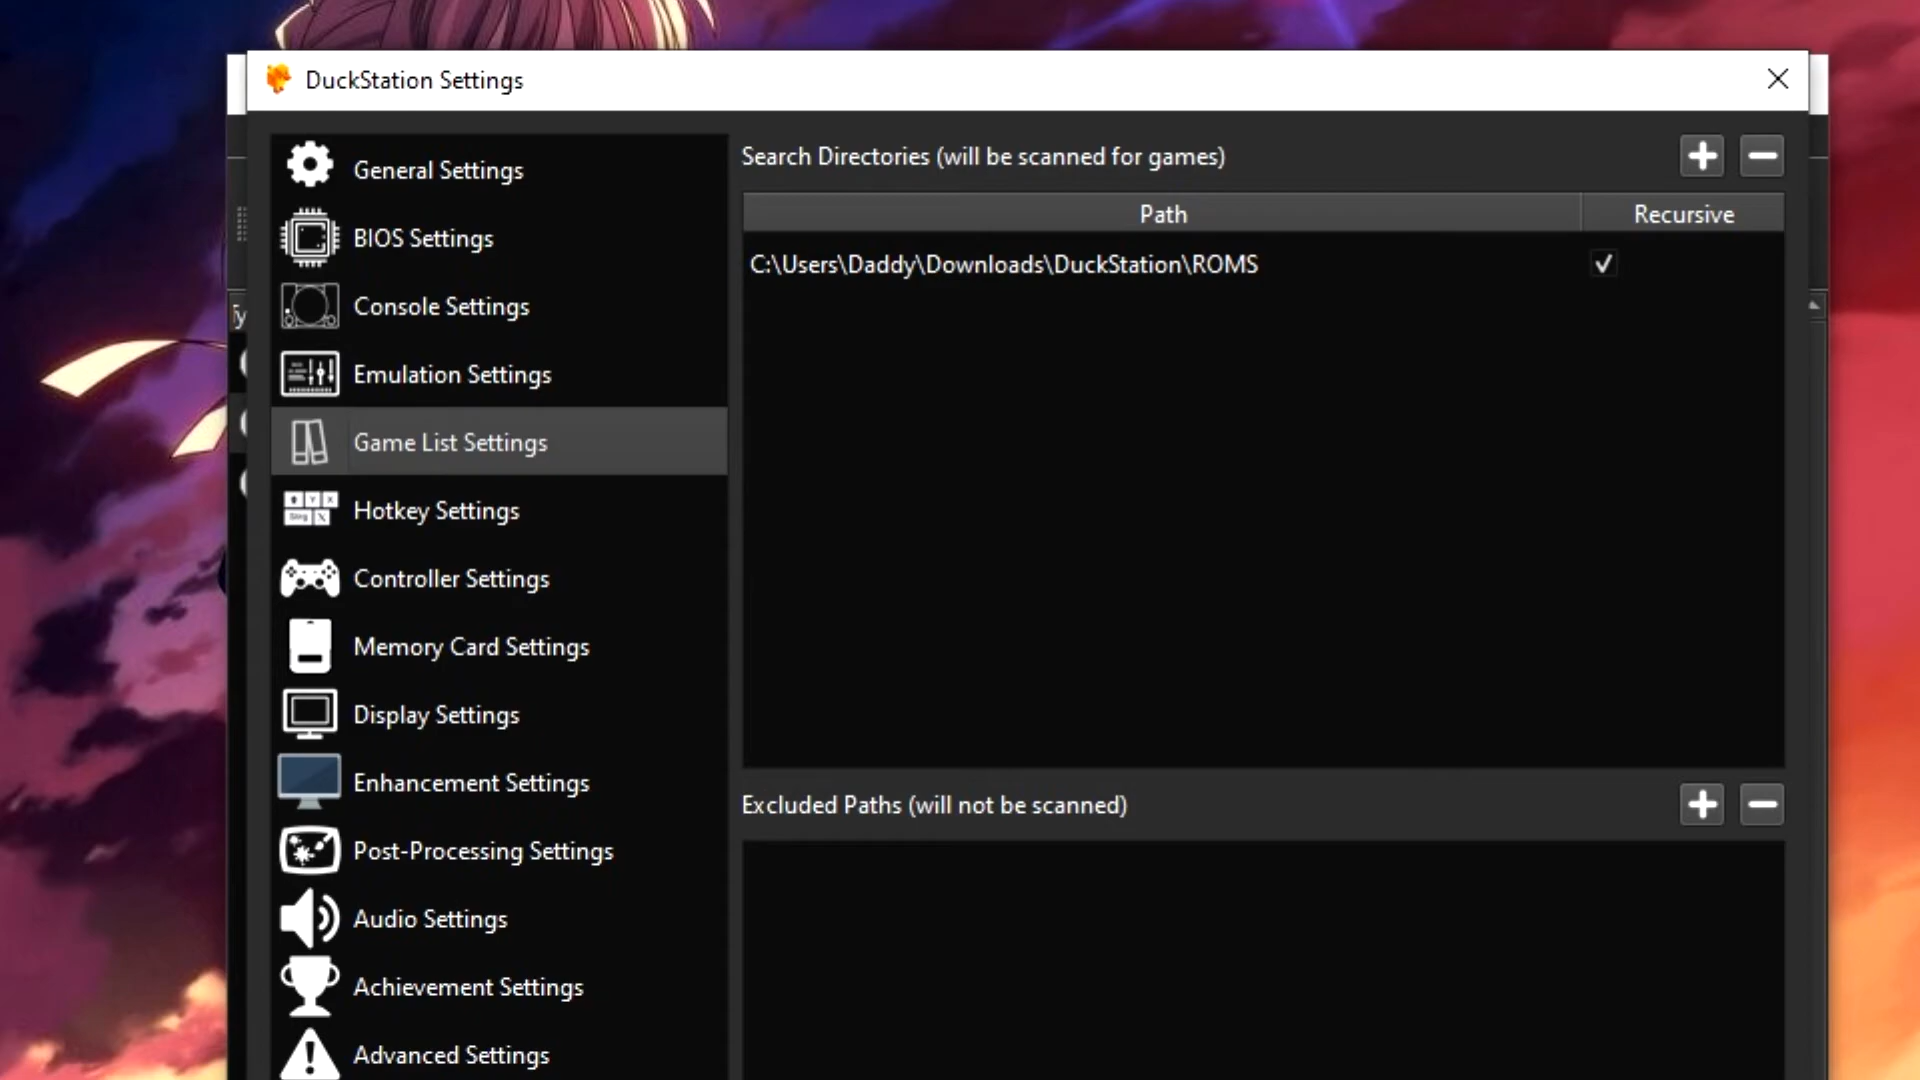 DuckStation Settings
General Settings
BIOS Settings
Console Settings
Emulation Settings
Game List Settings
Hotkey Settings
Controller Settings
Memory Card Settings
Display Settings
Enhancement Settings
Post-Processing Settings
Audio Settings
Achievement Settings
Advanced Settings
Search Directories (will be scanned for games)
Path Recursive
C:\Users\Daddy\Downloads\DuckStation\ROMS
Excluded Paths (will not be scanned)